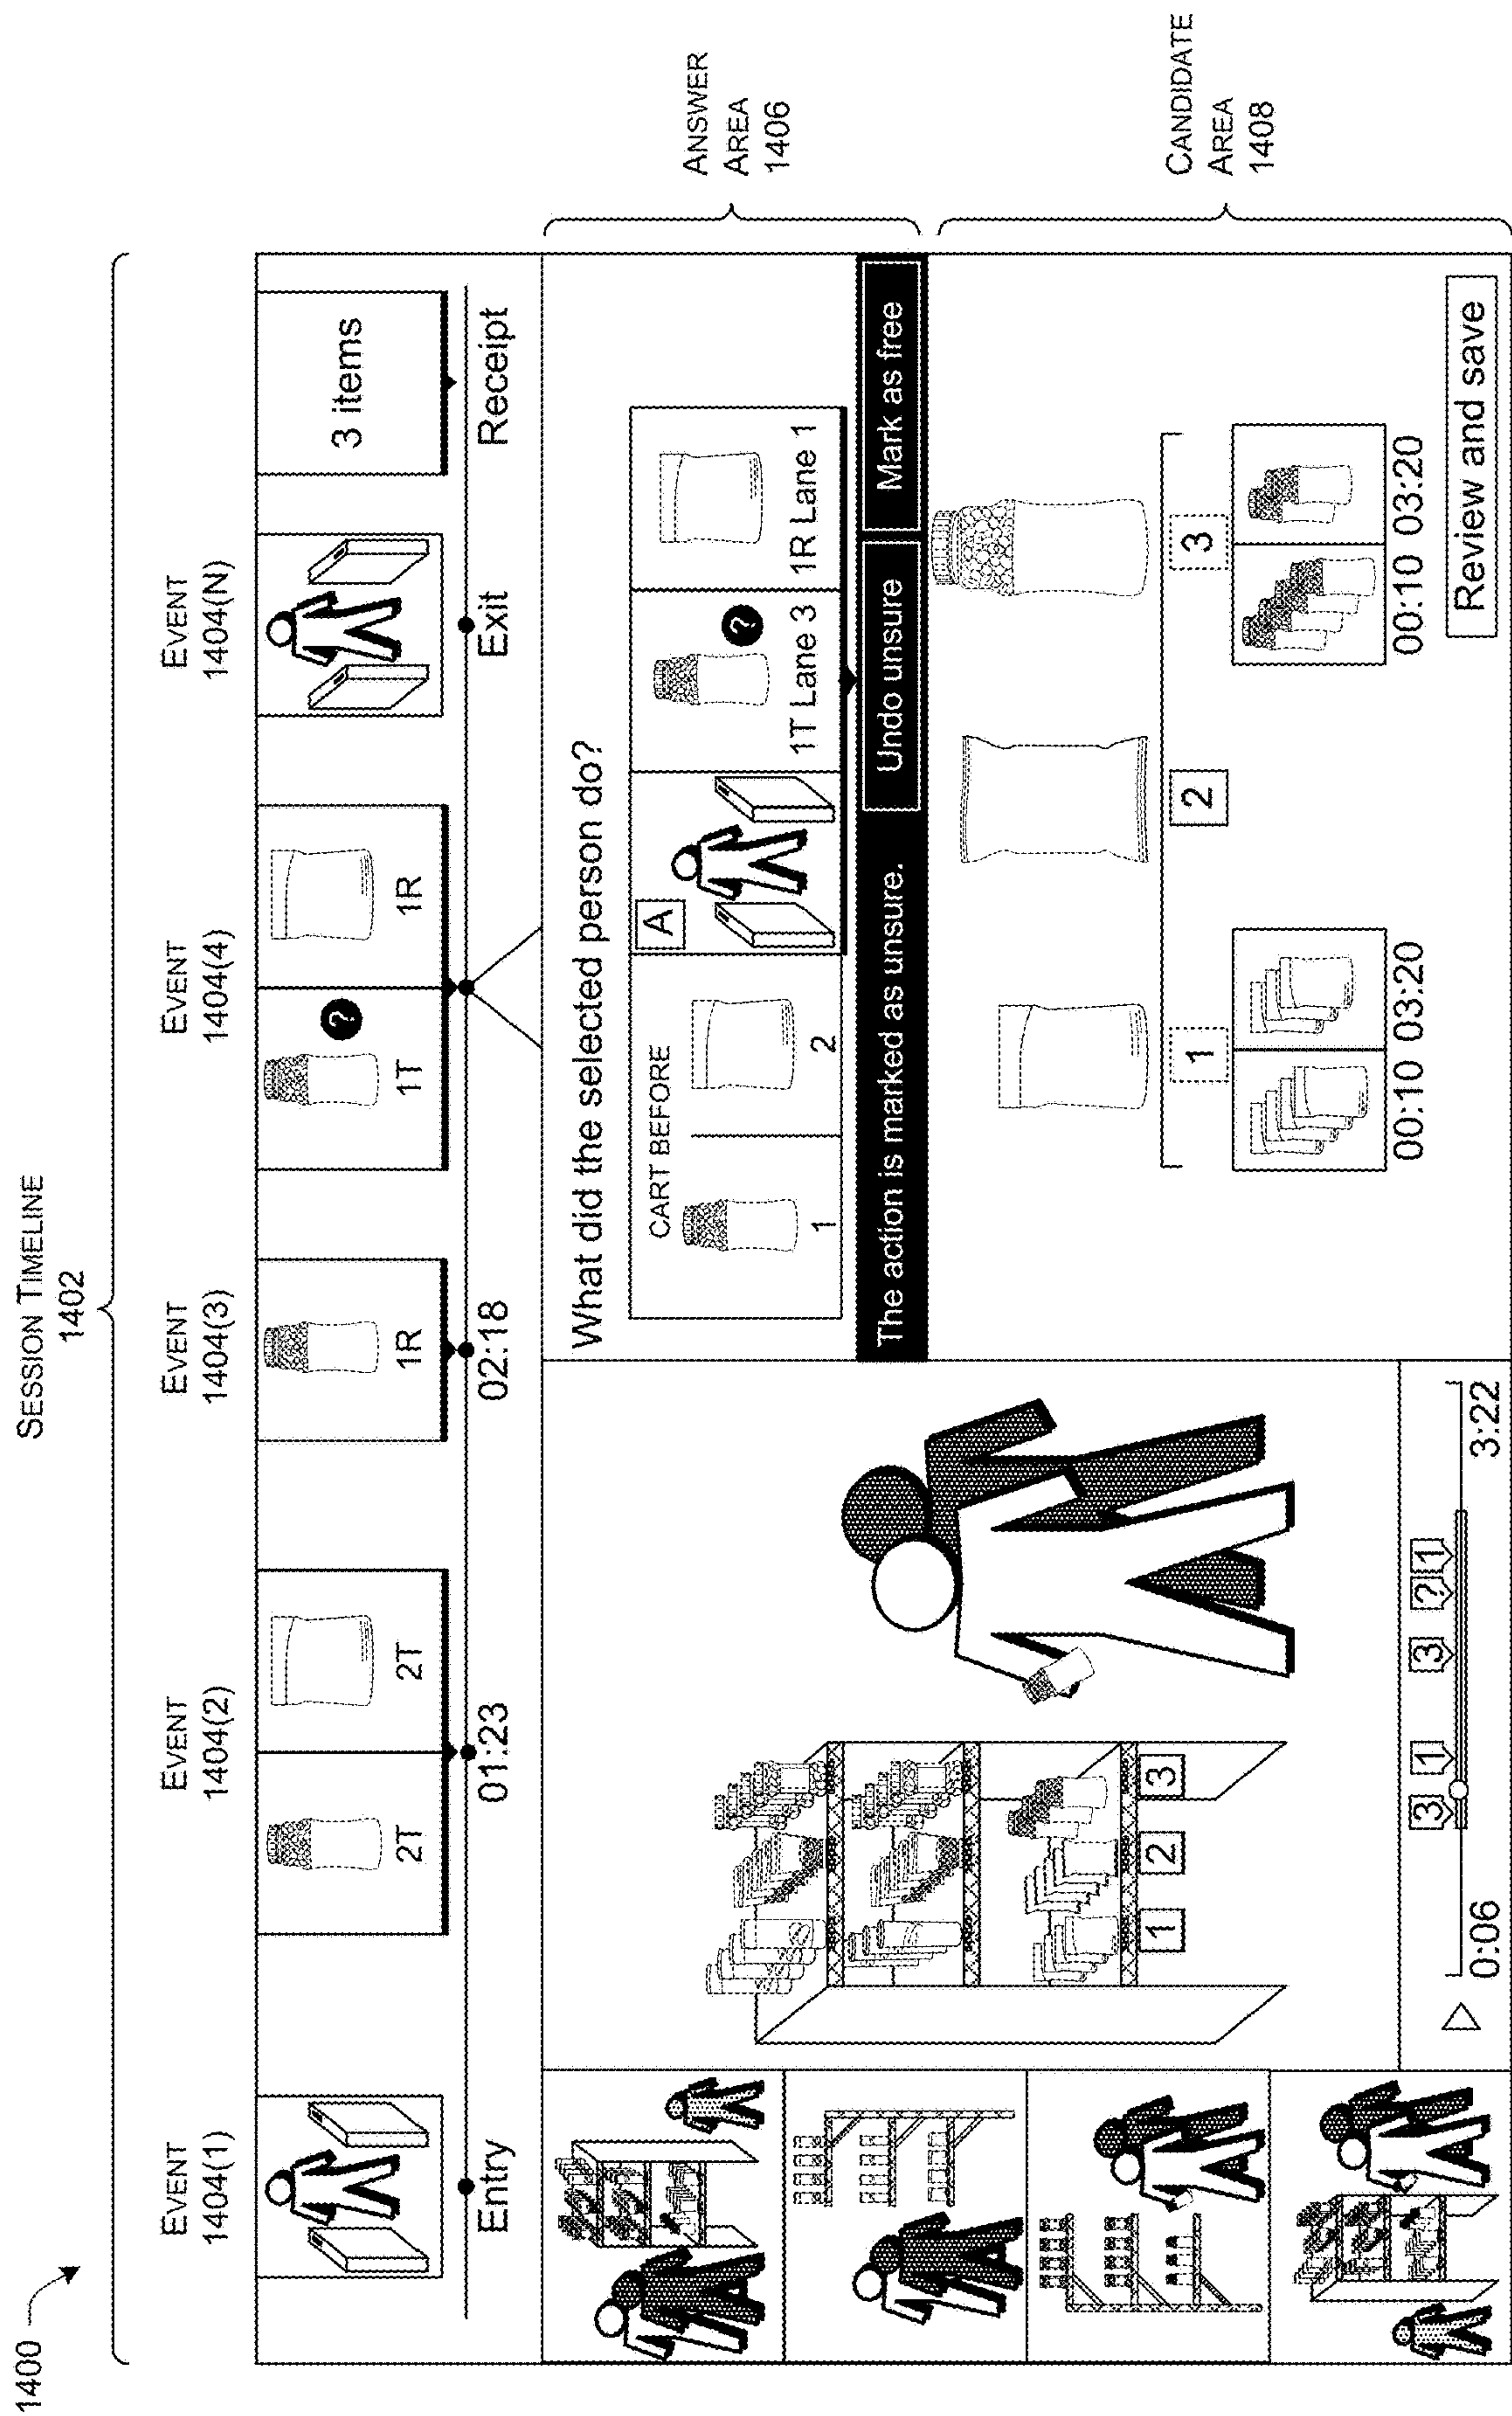 1400
SESSION TIMELINE
1402
EVENT
1404(1)
EVENT
1404(2)
EVENT
1404(3)
EVENT
1404(4)
EVENT
1404(N)
2T
2T
1R
1T
?
1R
3 items
Entry
01:23
02:18
Exit
Receipt
What did the selected person do?
CART BEFORE
1
2
A
1T Lane 3
?
1R Lane 1
The action is marked as unsure.
Undo unsure
Mark as free
ANSWER
AREA
1406
1
2
3
3
1
3
?
1
0:06
3:22
1
2
3
00:10 03:20
00:10 03:20
Review and save
CANDIDATE
AREA
1408